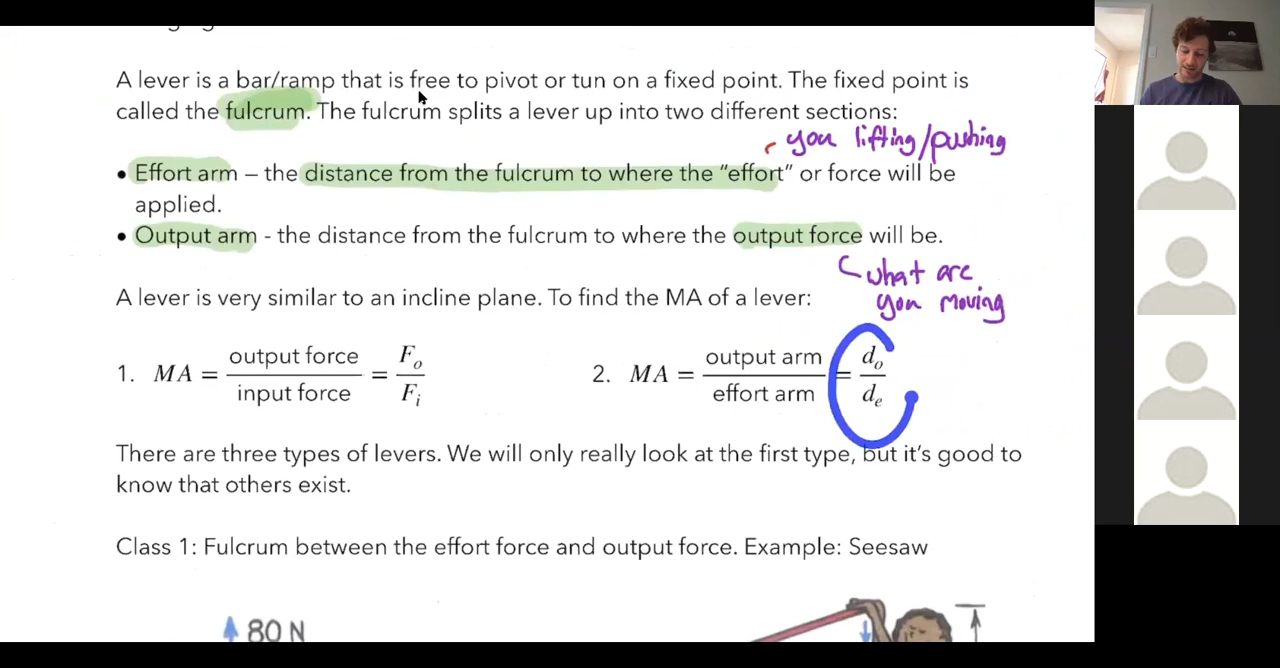 A lever is a bar/ramp that is free to pivot or tun on a fixed point. The fixed point is
called the fulcrum. The fulcrum splits a lever up into two different sections:
you lifting/pushing
• Effort arm – the distance from the fulcrum to where the "effort" or force will be
applied.
• Output arm - the distance from the fulcrum to where the output force will be.
what are
you moving
A lever is very similar to an incline plane. To find the MA of a lever:
1. MA = output force / input force = F_o / F_i
2. MA = output arm / effort arm = d_o / d_e
There are three types of levers. We will only really look at the first type, but it's good to
know that others exist.
Class 1: Fulcrum between the effort force and output force. Example: Seesaw
80 N